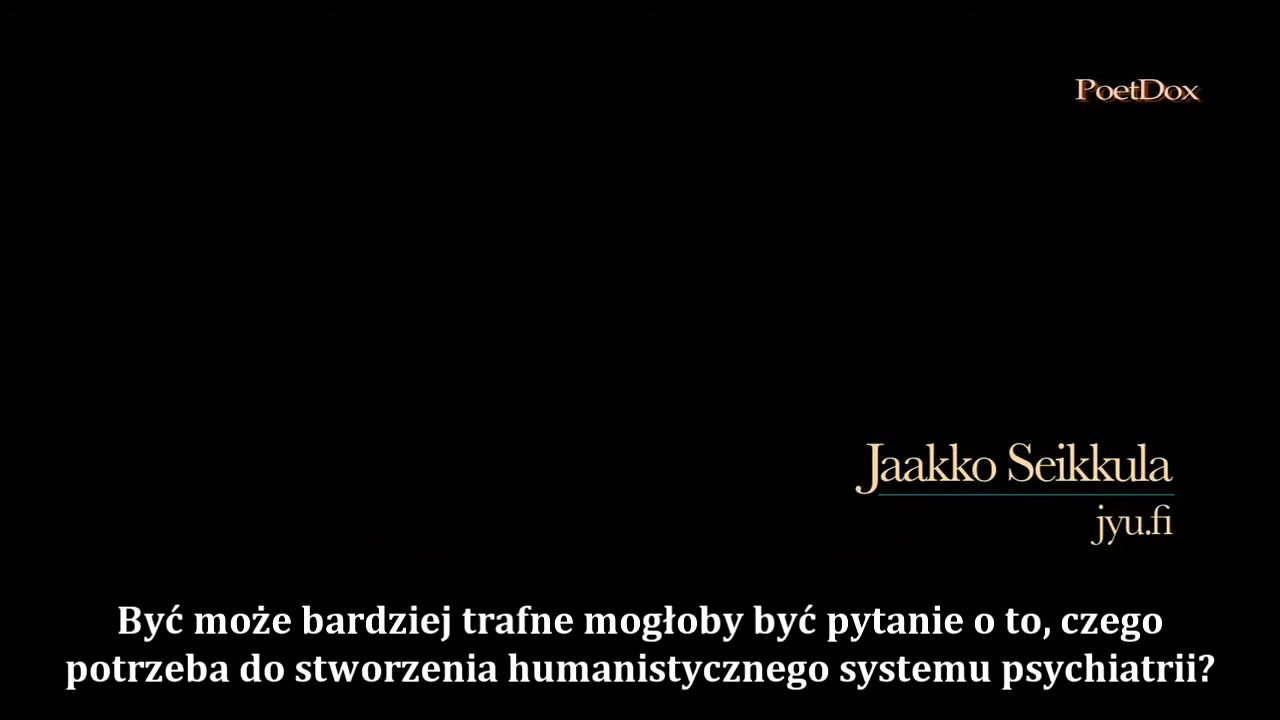 PoetDox
Jaakko Seikkula
jyu.fi
Być może bardziej trafne mogłoby być pytanie o to, czego
potrzeba do stworzenia humanistycznego systemu psychiatrii?